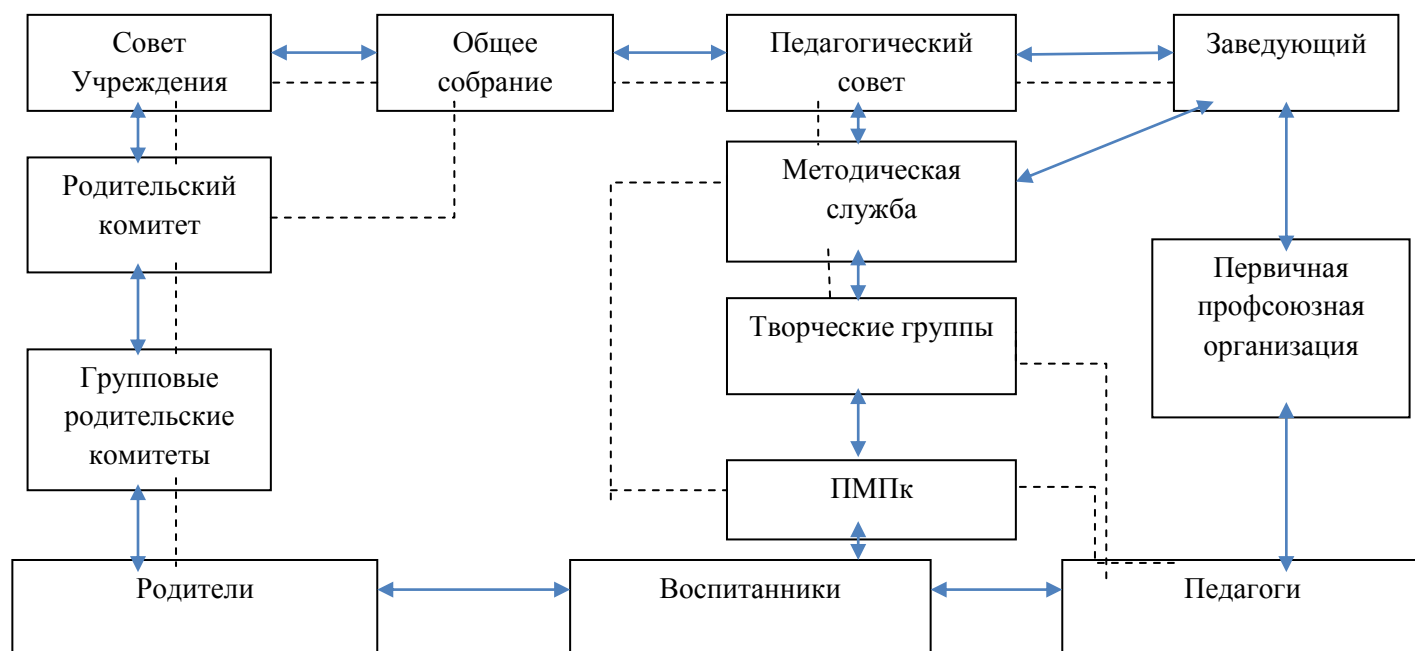 Совет
Учреждения
Общее
собрание
Педагогический
совет
Заведующий
Родительский
комитет
Методическая
служба
Первичная
профсоюзная
организация
Творческие группы
Групповые
родительские
комитеты
ПМПк
Родители
Воспитанники
Педагоги